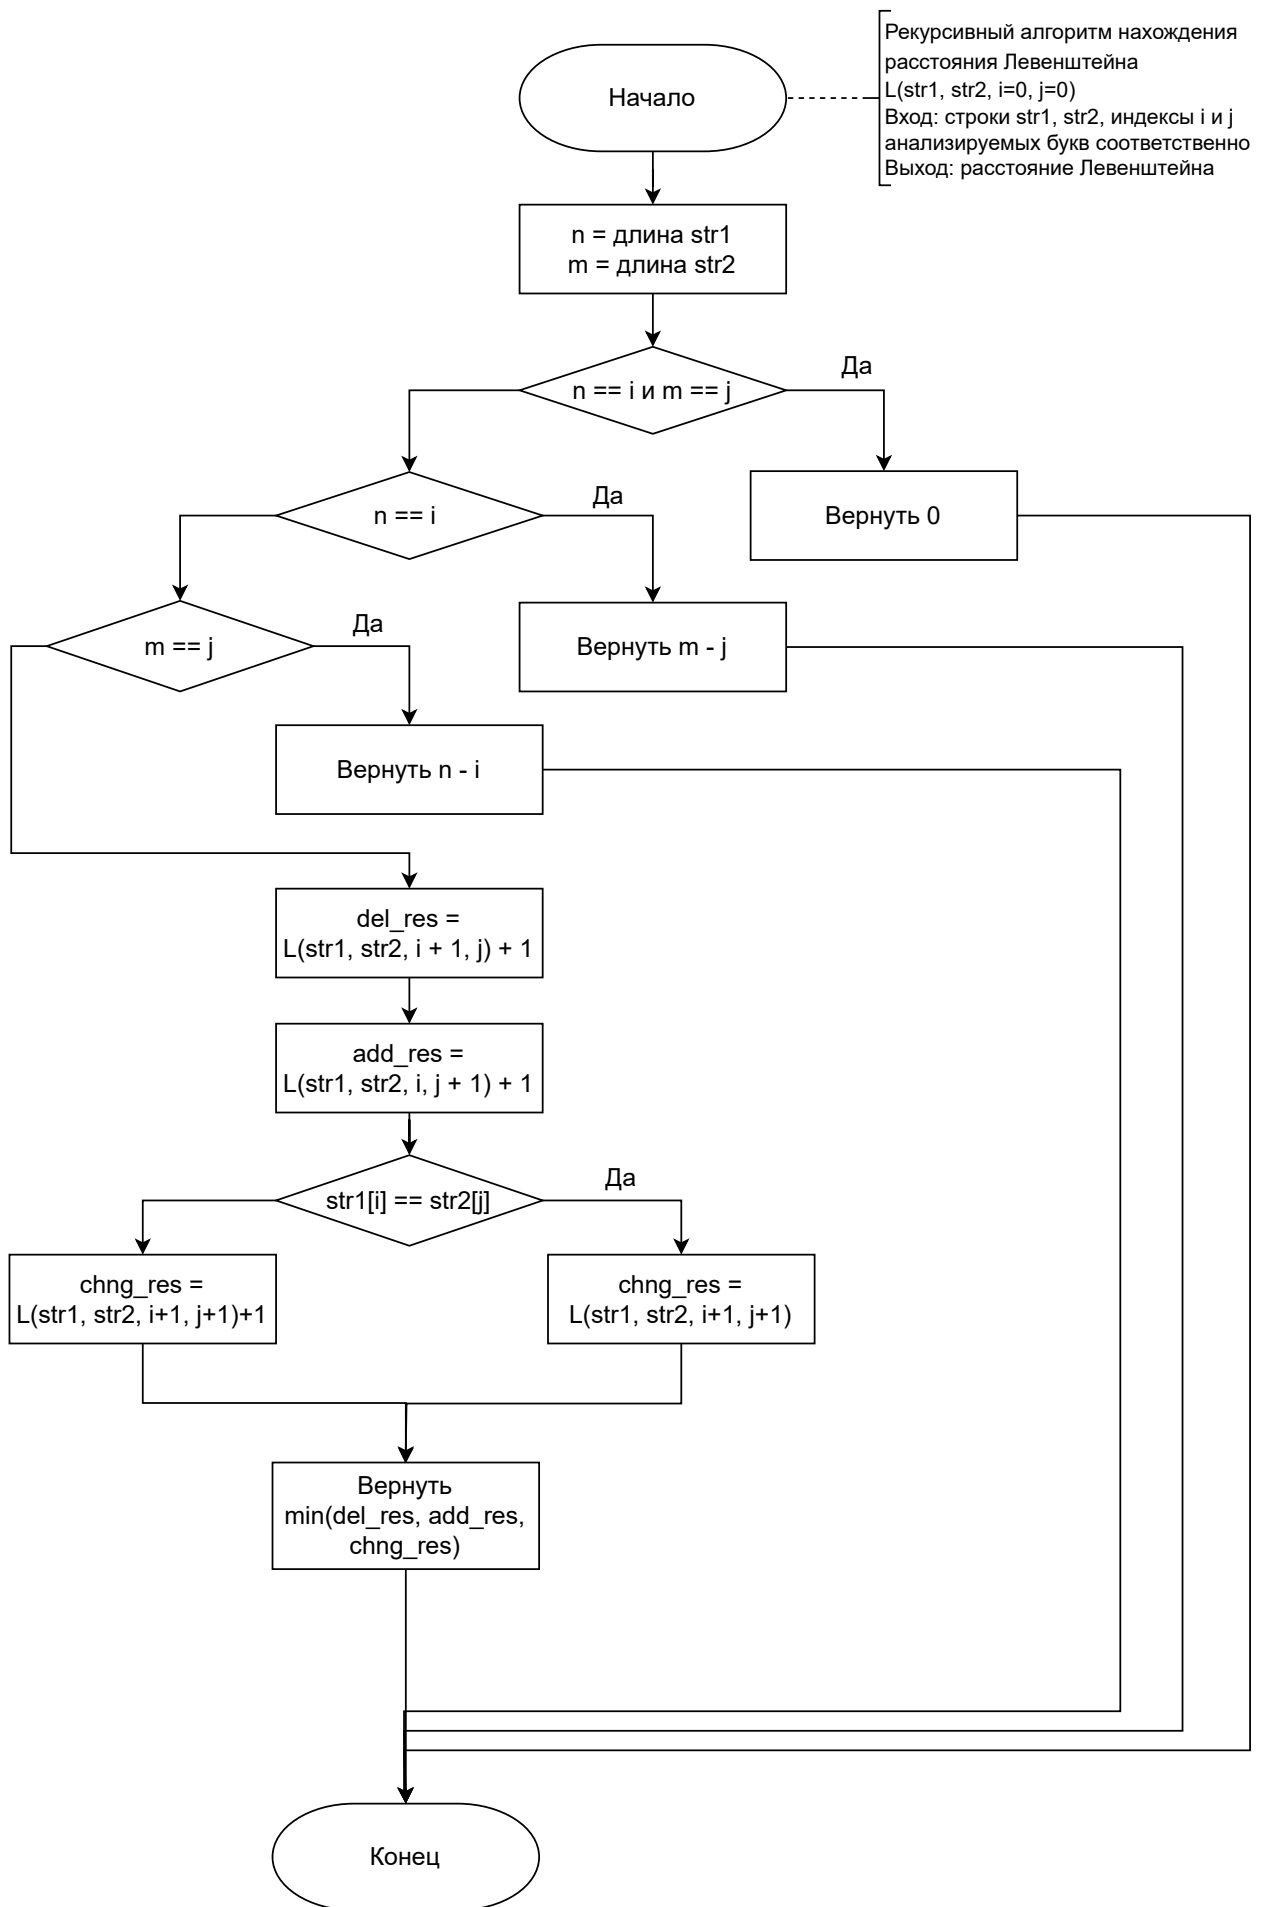 Начало
Рекурсивный алгоритм нахождения
расстояния Левенштейна
L(str1, str2, i=0, j=0)
Вход: строки str1, str2, индексы i и j
анализируемых букв соответственно
Выход: расстояние Левенштейна
n = длина str1
m = длина str2
n == i и m == j
Да
n == i
Да
Вернуть 0
m == j
Да
Вернуть m - j
Вернуть n - i
del_res =
L(str1, str2, i + 1, j) + 1
add_res =
L(str1, str2, i, j + 1) + 1
str1[i] == str2[j]
Да
chng_res =
L(str1, str2, i+1, j+1)+1
chng_res =
L(str1, str2, i+1, j+1)
Вернуть
min(del_res, add_res,
chng_res)
Конец